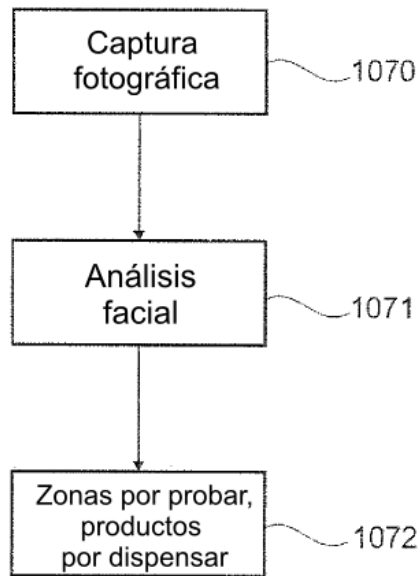 Captura
fotográfica
1070
Análisis
facial
1071
Zonas por probar,
productos
por dispensar
1072